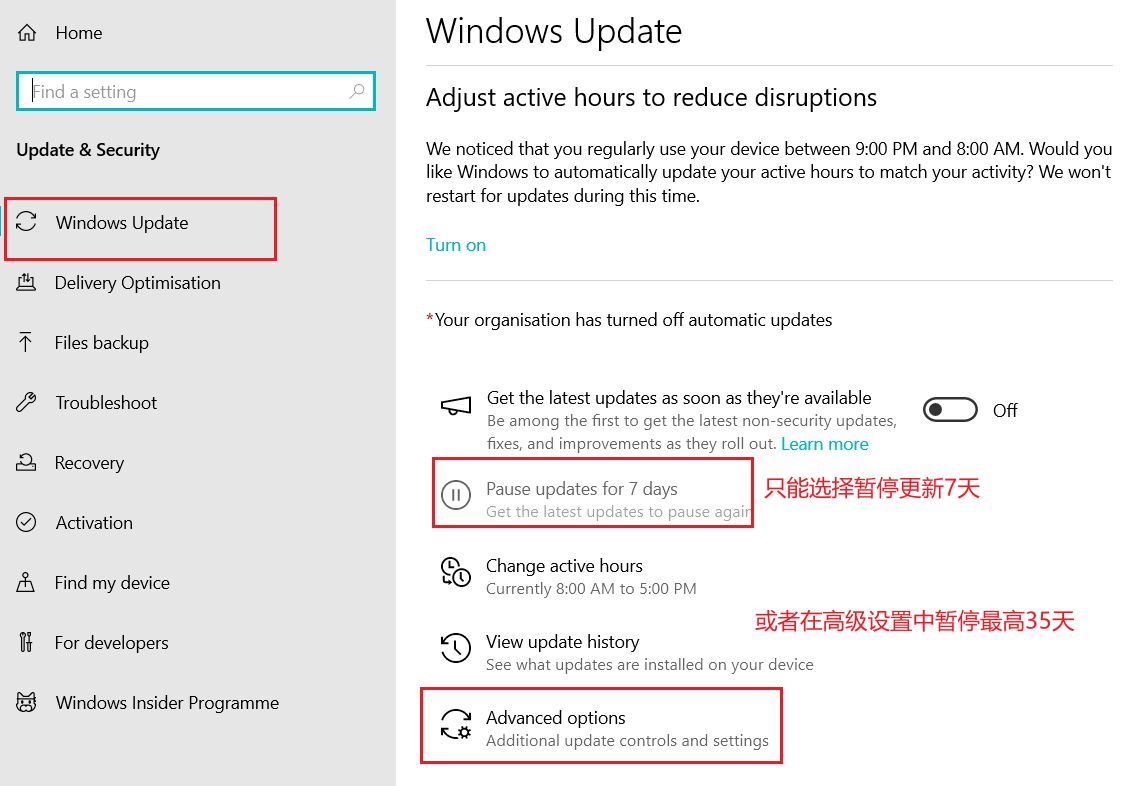 Home
Find a setting
Update & Security
Windows Update
Delivery Optimisation
Files backup
Troubleshoot
Recovery
Activation
Find my device
For developers
Windows Insider Programme
Windows Update
Adjust active hours to reduce disruptions
We noticed that you regularly use your device between 9:00 PM and 8:00 AM. Would you
like Windows to automatically update your active hours to match your activity? We won't
restart for updates during this time.
Turn on
*Your organisation has turned off automatic updates
Get the latest updates as soon as they're available
Be among the first to get the latest non-security updates,
fixes, and improvements as they roll out. Learn more
Off
Pause updates for 7 days
Get the latest updates to pause again
只能选择暂停更新7天
Change active hours
Currently 8:00 AM to 5:00 PM
或者在高级设置中暂停最高35天
View update history
See what updates are installed on your device
Advanced options
Additional update controls and settings